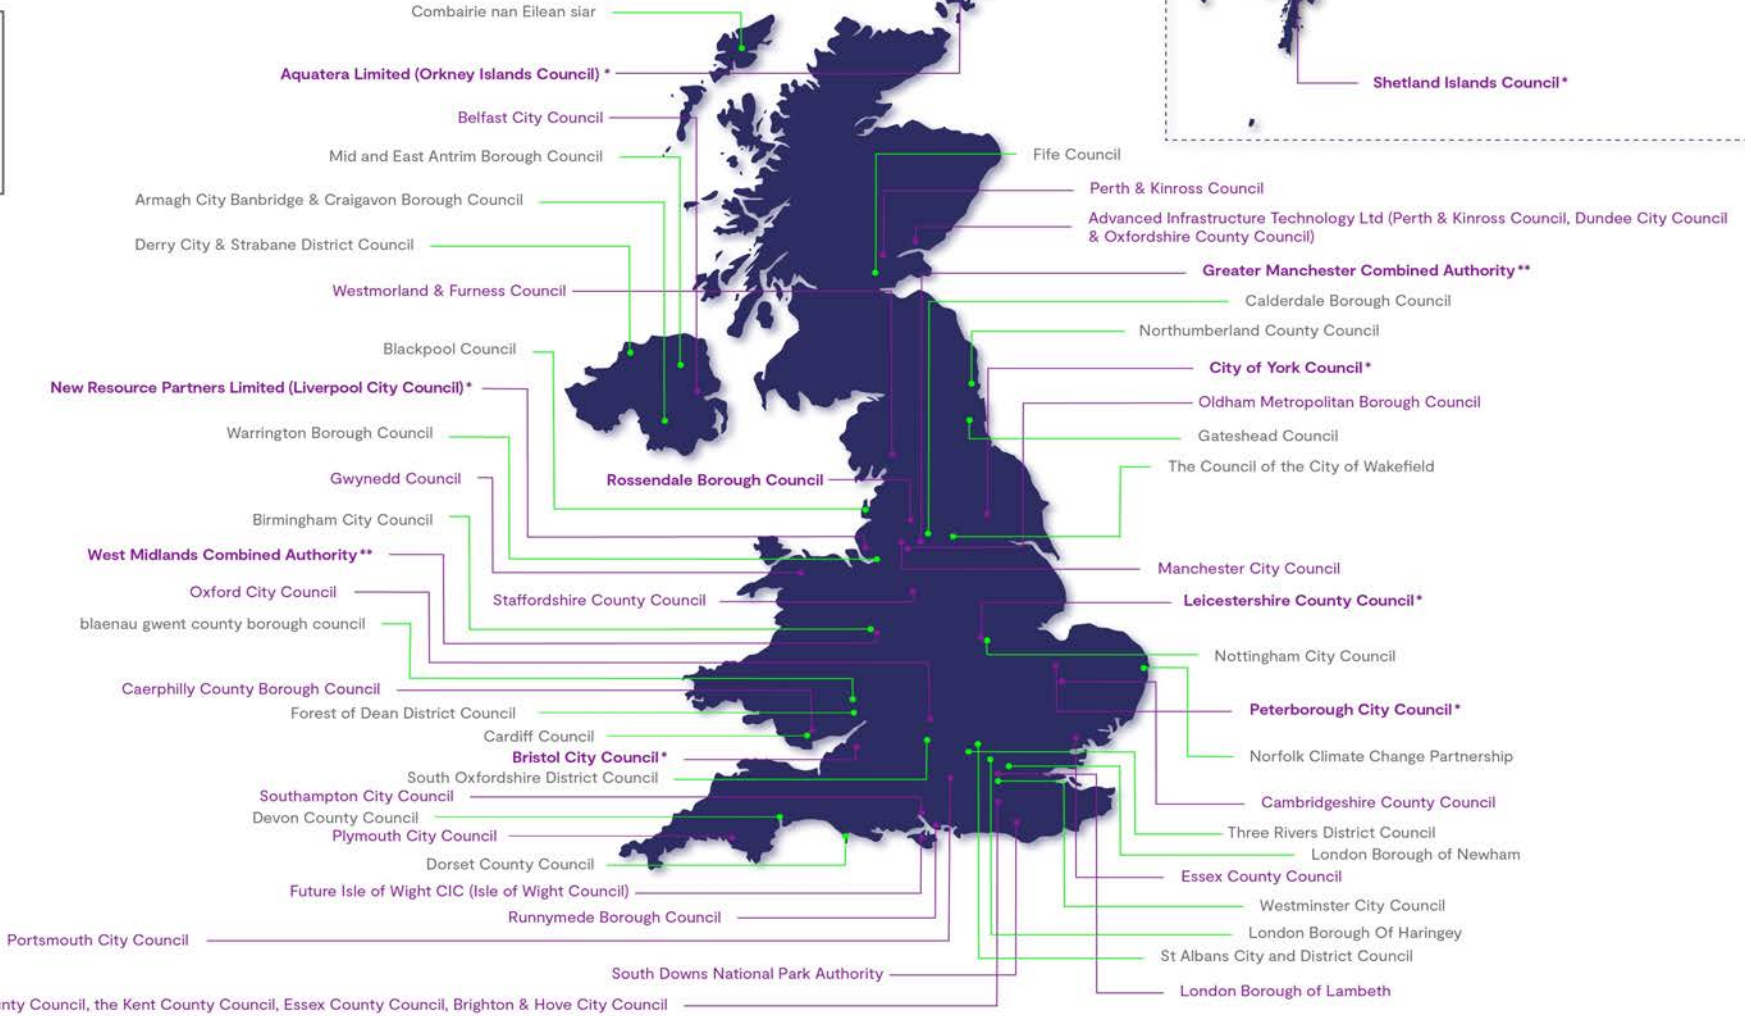 Combairie nan Eilean siar
Aquatera Limited (Orkney Islands Council) *
Shetland Islands Council*
Belfast City Council
Mid and East Antrim Borough Council
Fife Council
Perth & Kinross Council
Armagh City Banbridge & Craigavon Borough Council
Advanced Infrastructure Technology Ltd (Perth & Kinross Council, Dundee City Council
& Oxfordshire County Council)
Derry City & Strabane District Council
Greater Manchester Combined Authority**
Westmorland & Furness Council
Calderdale Borough Council
Northumberland County Council
Blackpool Council
City of York Council*
New Resource Partners Limited (Liverpool City Council)*
Oldham Metropolitan Borough Council
Warrington Borough Council
Gateshead Council
The Council of the City of Wakefield
Gwynedd Council
Rossendale Borough Council
Birmingham City Council
West Midlands Combined Authority**
Manchester City Council
Oxford City Council
Staffordshire County Council
Leicestershire County Council*
blaenau gwent county borough council
Nottingham City Council
Caerphilly County Borough Council
Forest of Dean District Council
Peterborough City Council*
Cardiff Council
Bristol City Council*
Norfolk Climate Change Partnership
South Oxfordshire District Council
Southampton City Council
Cambridgeshire County Council
Devon County Council
Plymouth City Council
Three Rivers District Council
London Borough of Newham
Dorset County Council
Essex County Council
Future Isle of Wight CIC (Isle of Wight Council)
Westminster City Council
Runnymede Borough Council
London Borough Of Haringey
Portsmouth City Council
St Albans City and District Council
South Downs National Park Authority
London Borough of Lambeth
nty Council, the Kent County Council, Essex County Council, Brighton & Hove City Council